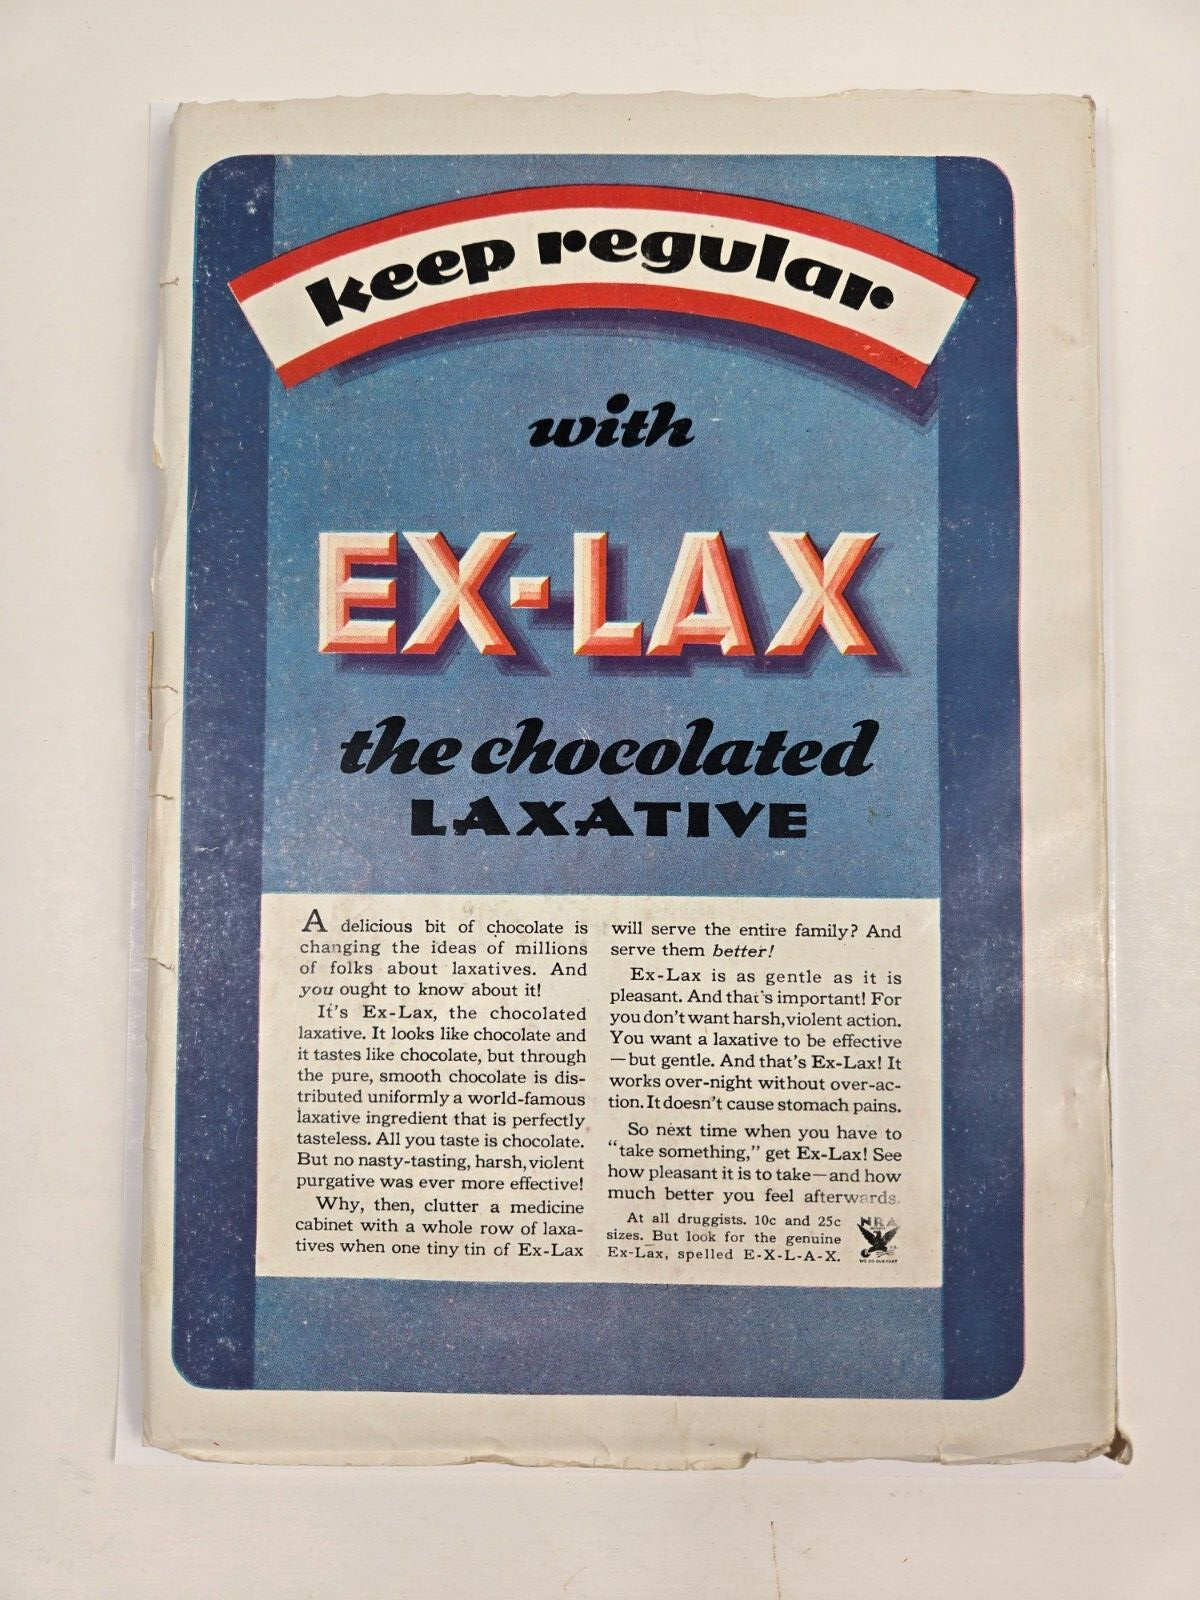 keep regular
with
EX-LAX
the chocolated
LAXATIVE
A delicious bit of chocolate is
changing the ideas of millions
of folks about laxatives. And
you ought to know about it!
It's Ex-Lax, the chocolated
laxative. It looks like chocolate and
it tastes like chocolate, but through
the pure, smooth chocolate is dis-
tributed uniformly a world-famous
laxative ingredient that is perfectly
tasteless. All you taste is chocolate.
But no nasty-tasting, harsh, violent
purgative was ever more effective!
Why, then, clutter a medicine
cabinet with a whole row of laxa-
tives when one tiny tin of Ex-Lax
will serve the entire family? And
serve them better!
Ex-Lax is as gentle as it is
pleasant. And that's important! For
you don't want harsh, violent action.
You want a laxative to be effective
—but gentle. And that's Ex-Lax! It
works over-night without over-ac-
tion. It doesn't cause stomach pains.
So next time when you have to
"take something," get Ex-Lax! See
how pleasant it is to take—and how
much better you feel afterwards.
At all druggists. 10c and 25c
sizes. But look for the genuine
Ex-Lax, spelled E-X-L-A-X.
NRA
WE DO OUR PART